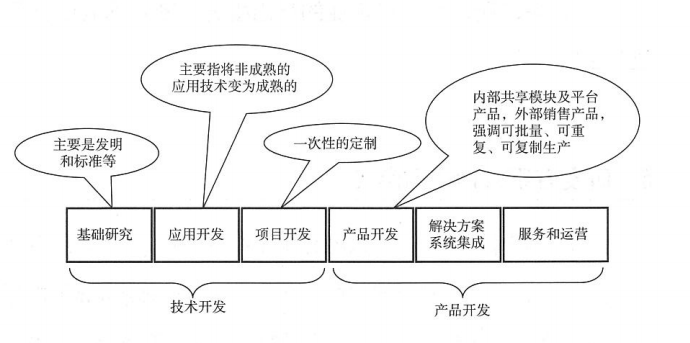 主要指将非成熟的
应用技术变为成熟的
内部共享模块及平台
产品，外部销售产品，
强调可批量、可重
复、可复制生产
主要是发明
和标准等
一次性的定制
基础研究
应用开发
项目开发
产品开发
解决方案
系统集成
服务和运营
技术开发
产品开发